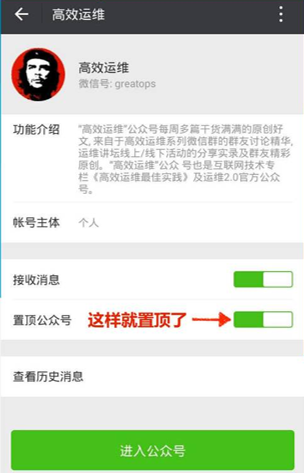 高效运维
高效运维
微信号: greatops
功能介绍
“高效运维”公众号每周多篇干货满满的原创好
文, 来自于高效运维系列微信群的群友讨论精华,
运维讲坛线上/线下活动的分享实录及群友精彩
原创。“高效运维”公众 号也是互联网技术专
栏《高效运维最佳实践》及运维2.0官方公众
号。
帐号主体 个人
接收消息
置顶公众号 这样就置顶了
查看历史消息
进入公众号